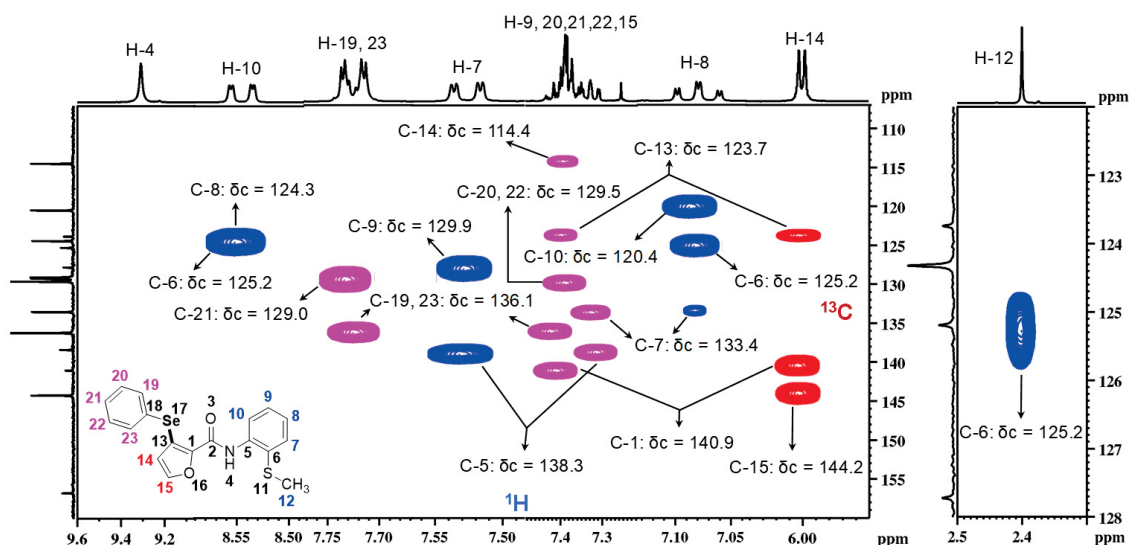 H-9, 20,21,22,15
H-4
H-19, 23
H-14
H-10
H-7
H-8
H-12
ppm
ppm
C-14: δc = 114.4
C-13: δc = 123.7
110
115
120
125
130
135
140
145
150
155
123
124
125
126
127
128
C-8: δc = 124.3
C-20, 22: δc = 129.5
C-9: δc = 129.9
C-10: δc = 120.4
C-6: δc = 125.2
C-6: δc = 125.2
C-21: δc = 129.0
C-19, 23: δc = 136.1
13C
C-7: δc = 133.4
C-6: δc = 125.2
C-5: δc = 138.3
C-1: δc = 140.9
C-15: δc = 144.2
1H
20
19
21
18
17
22
Se
23
3
O
9
10
8
13
1
2
5
7
14
N
H
6
4
O
16
15
S
11
CH3
12
9.6 9.4 9.2 8.55 8.50 7.75 7.70 7.55 7.50 7.4 7.3 7.10 7.05 6.00 ppm
2.5 2.4 ppm